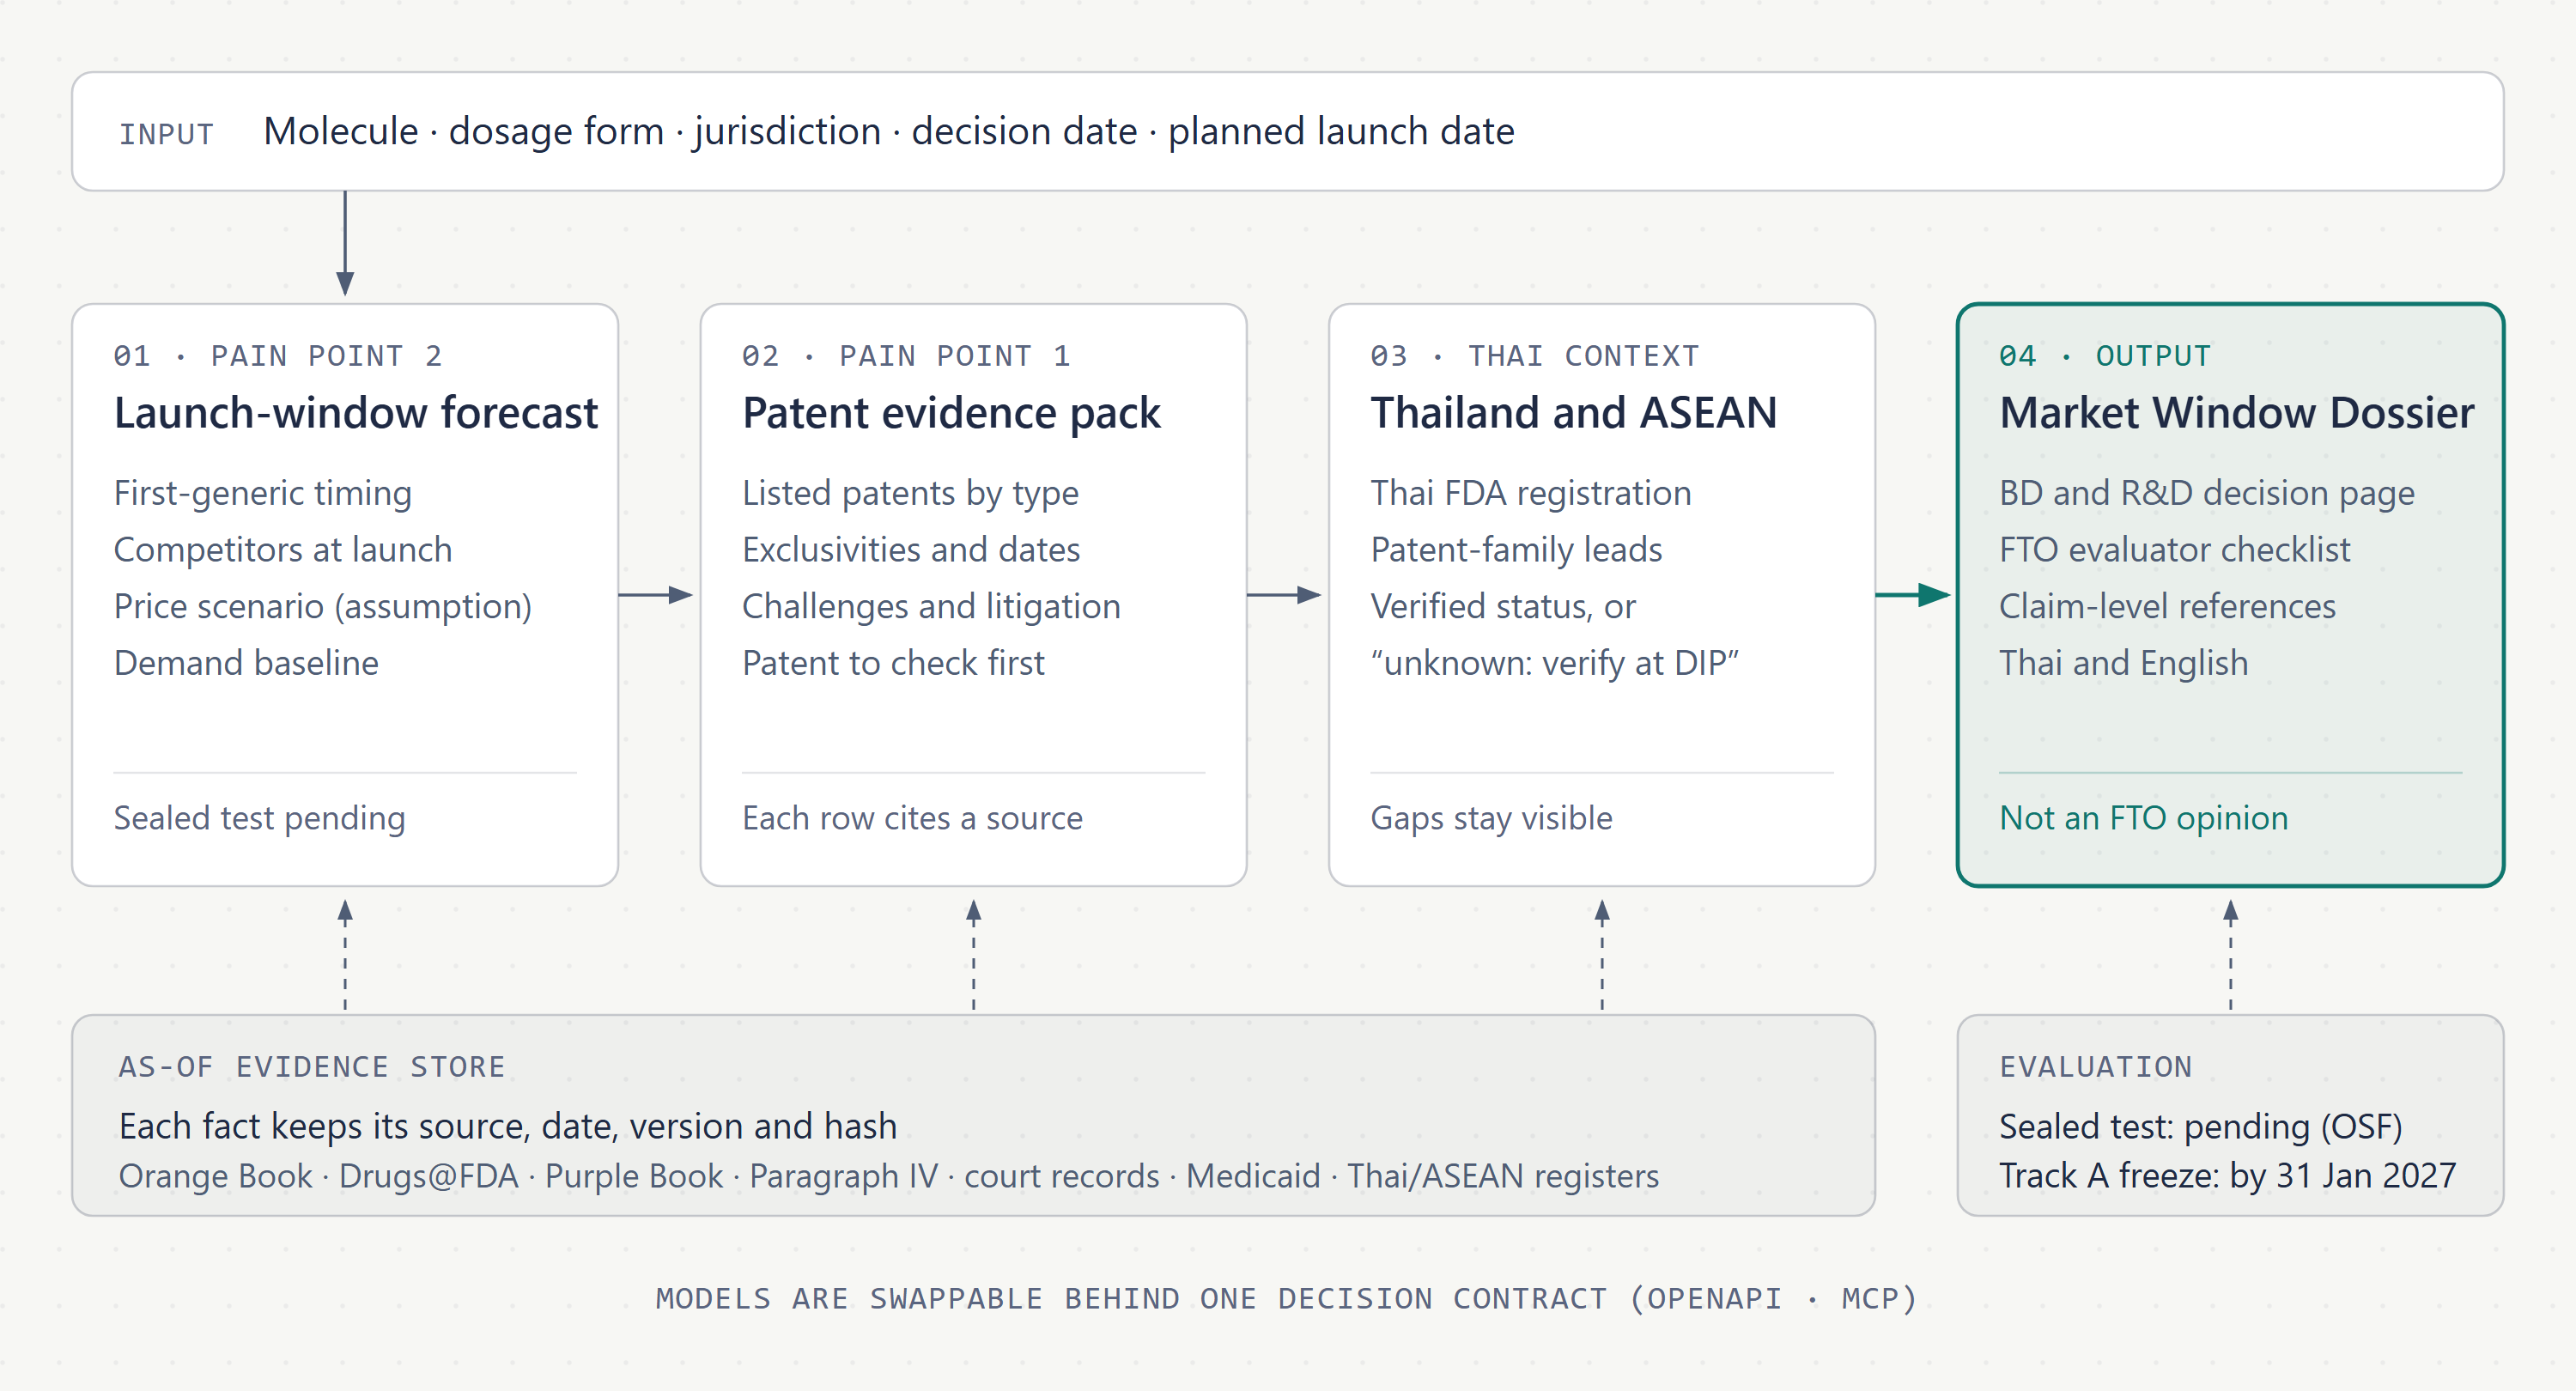 INPUT Molecule · dosage form · jurisdiction · decision date · planned launch date
01 · PAIN POINT 2
Launch-window forecast
First-generic timing
Competitors at launch
Price scenario (assumption)
Demand baseline
Sealed test pending
02 · PAIN POINT 1
Patent evidence pack
Listed patents by type
Exclusivities and dates
Challenges and litigation
Patent to check first
Each row cites a source
03 · THAI CONTEXT
Thailand and ASEAN
Thai FDA registration
Patent-family leads
Verified status, or
“unknown: verify at DIP”
Gaps stay visible
04 · OUTPUT
Market Window Dossier
BD and R&D decision page
FTO evaluator checklist
Claim-level references
Thai and English
Not an FTO opinion
AS-OF EVIDENCE STORE
Each fact keeps its source, date, version and hash
Orange Book · Drugs@FDA · Purple Book · Paragraph IV · court records · Medicaid · Thai/ASEAN registers
EVALUATION
Sealed test: pending (OSF)
Track A freeze: by 31 Jan 2027
MODELS ARE SWAPPABLE BEHIND ONE DECISION CONTRACT (OPENAPI · MCP)